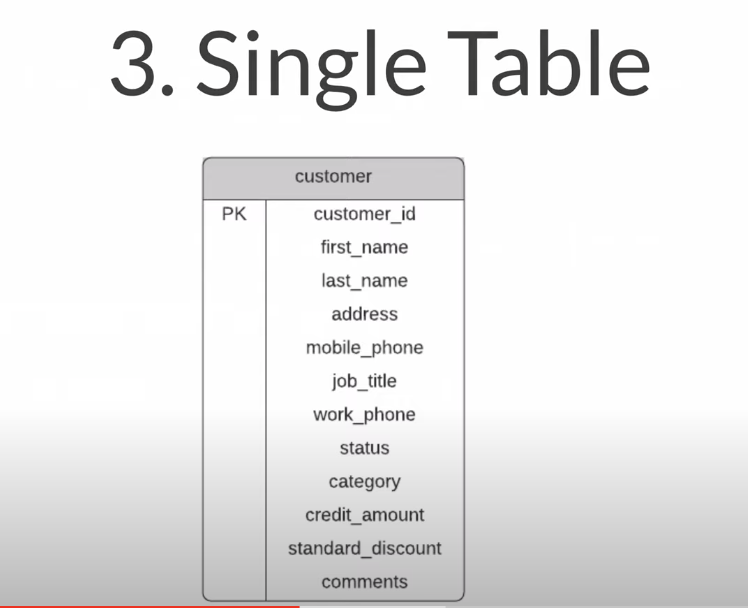 3. Single Table
customer
PK customer_id
first_name
last_name
address
mobile_phone
job_title
work_phone
status
category
credit_amount
standard_discount
comments